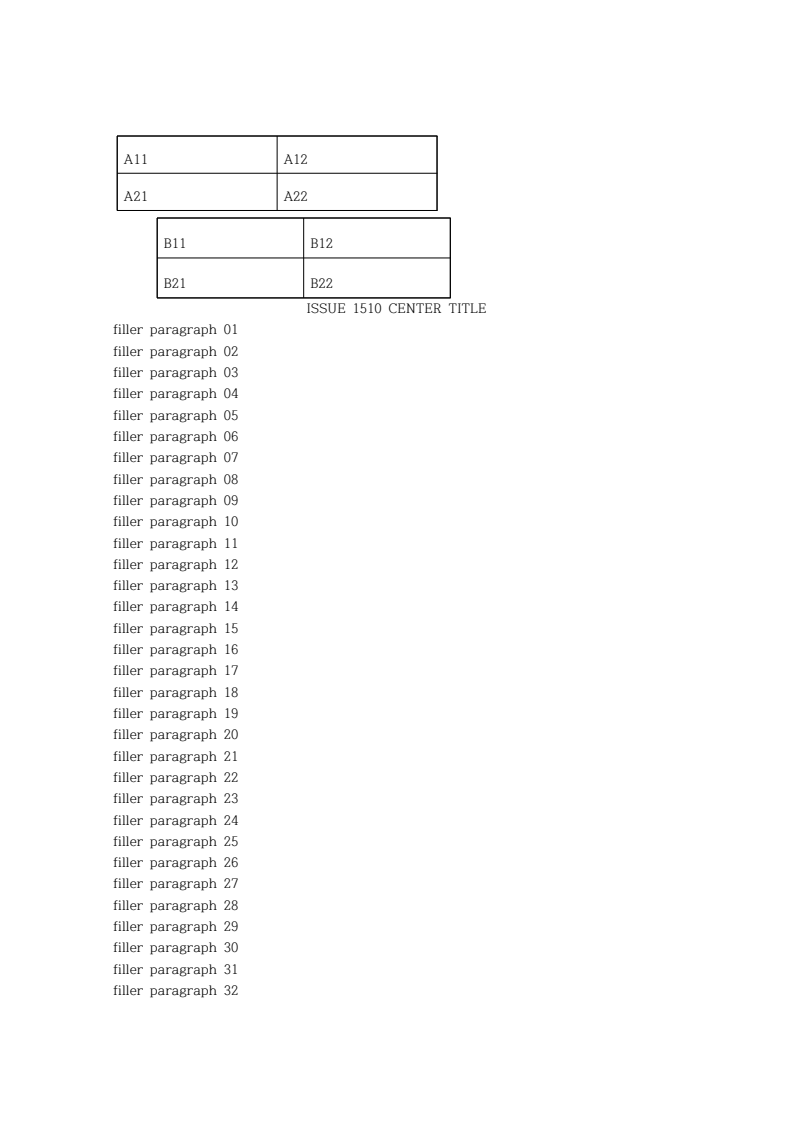 A11 A12
A21 A22
B11 B12
B21 B22
ISSUE 1510 CENTER TITLE
filler paragraph 01
filler paragraph 02
filler paragraph 03
filler paragraph 04
filler paragraph 05
filler paragraph 06
filler paragraph 07
filler paragraph 08
filler paragraph 09
filler paragraph 10
filler paragraph 11
filler paragraph 12
filler paragraph 13
filler paragraph 14
filler paragraph 15
filler paragraph 16
filler paragraph 17
filler paragraph 18
filler paragraph 19
filler paragraph 20
filler paragraph 21
filler paragraph 22
filler paragraph 23
filler paragraph 24
filler paragraph 25
filler paragraph 26
filler paragraph 27
filler paragraph 28
filler paragraph 29
filler paragraph 30
filler paragraph 31
filler paragraph 32